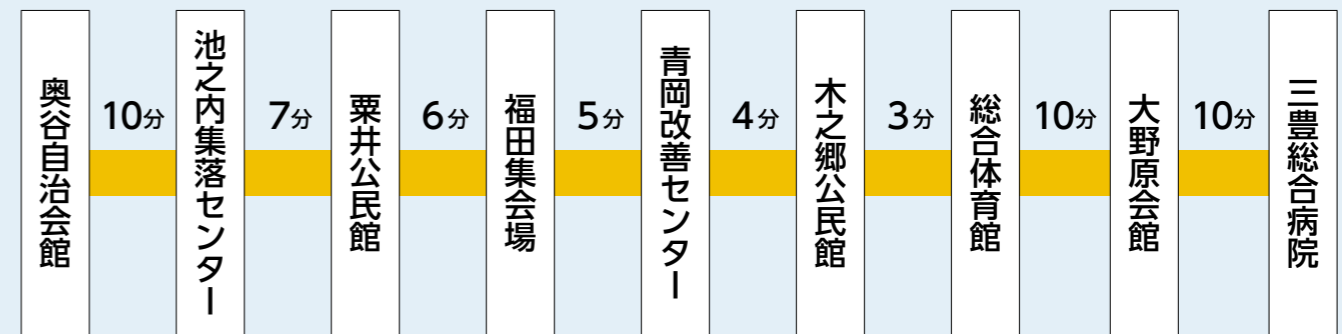 奥谷自治会館
10分
池之内集落センター
7分
粟井公民館
6分
福田集会場
5分
青岡改善センター
4分
木之郷公民館
3分
総合体育館
10分
大野原会館
10分
三豊総合病院